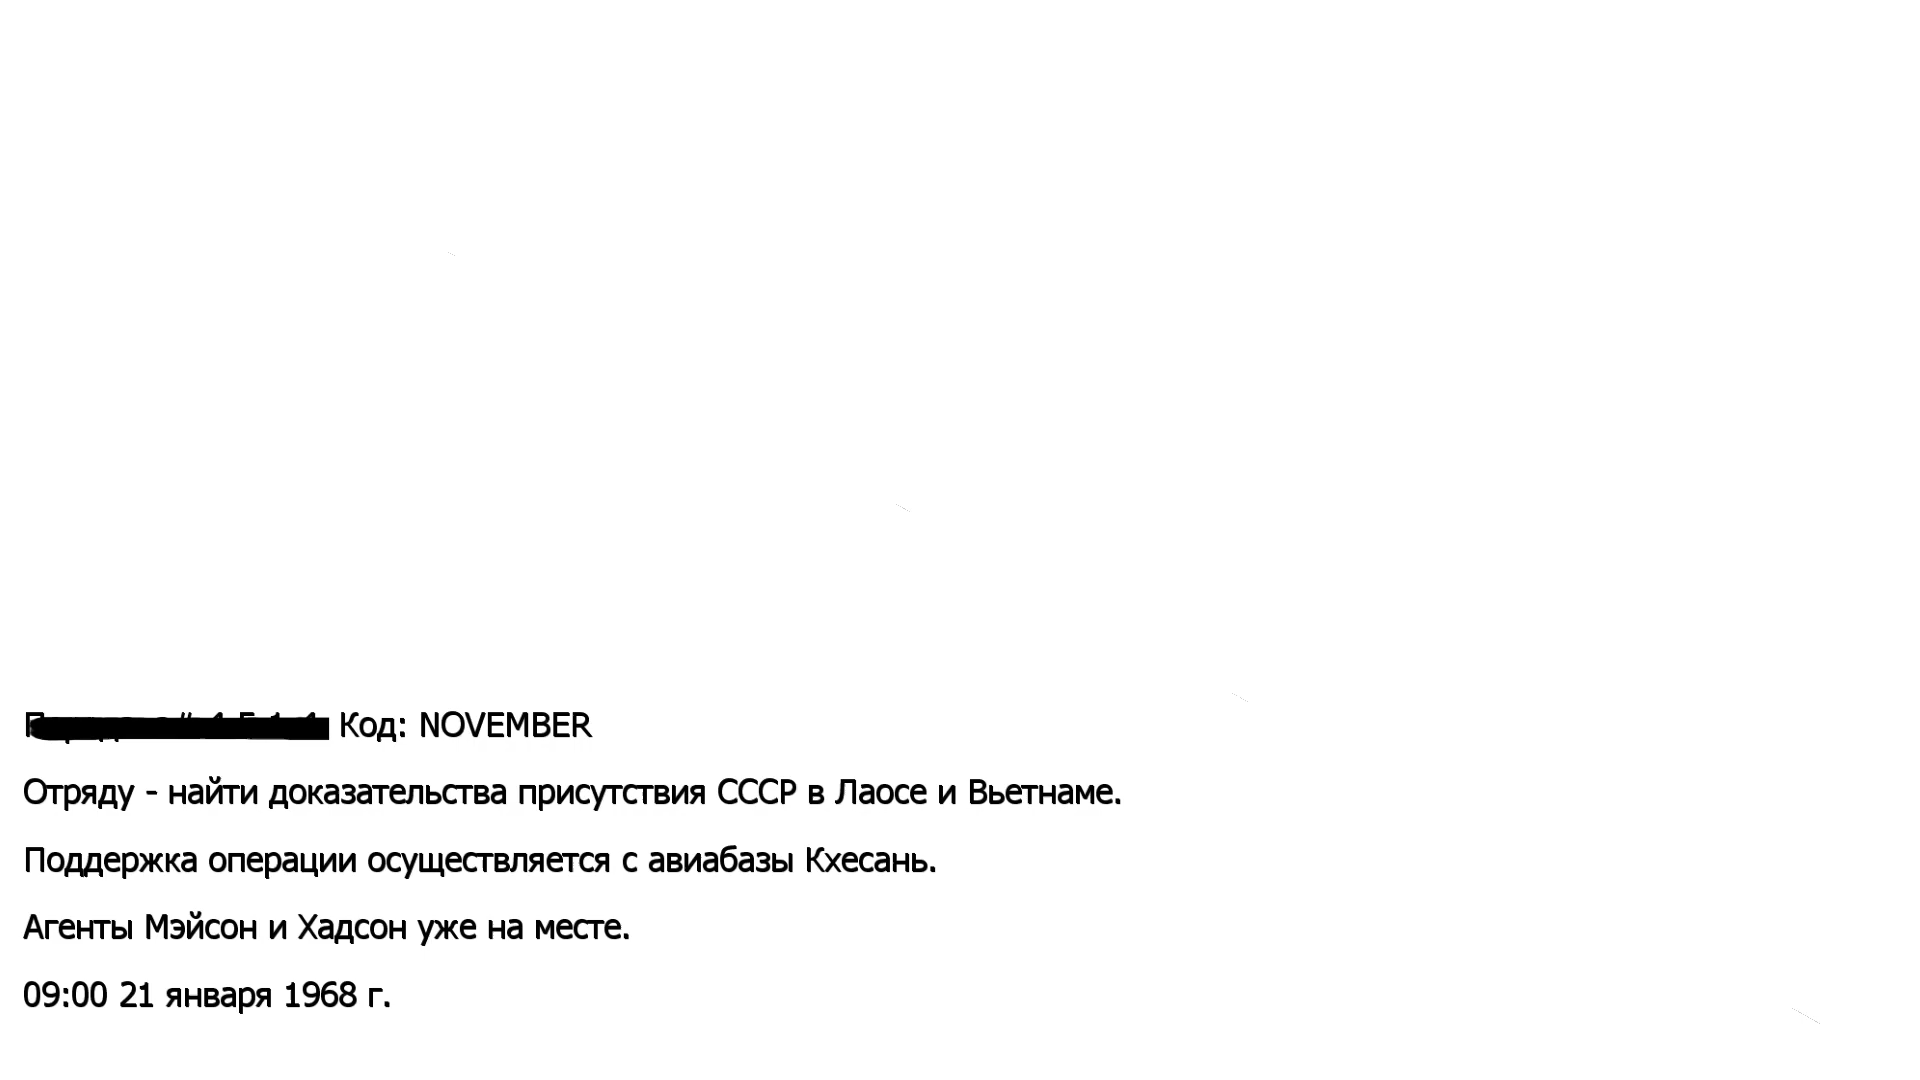 Код: NOVEMBER
Отряду - найти доказательства присутствия СССР в Лаосе и Вьетнаме.
Поддержка операции осуществляется с авиабазы Кхесань.
Агенты Мэйсон и Хадсон уже на месте.
09:00 21 января 1968 г.